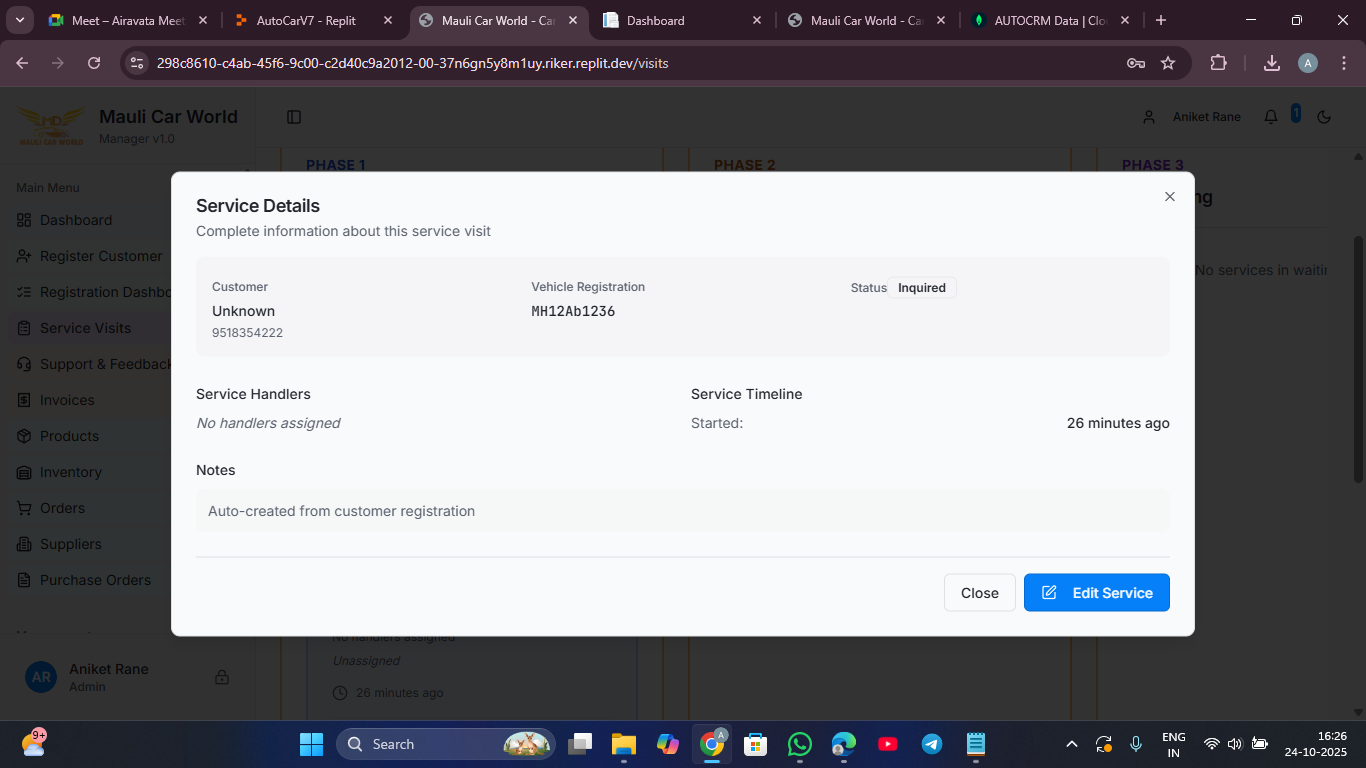 Meet – Airavata Meet
AutoCarV7 - Replit
Mauli Car World - Ca
Dashboard
Mauli Car World - Ca
AUTOCRM Data | Clo
298c8610-c4ab-45f6-9c00-c2d40c9a2012-00-37n6gn5y8m1uy.riker.replit.dev/visits
A
MAULI CAR WORLD
Mauli Car World
Manager v1.0
Aniket Rane
1
Main Menu
Dashboard
Register Customer
Registration Dashbo
Service Visits
Support & Feedback
Invoices
Products
Inventory
Orders
Suppliers
Purchase Orders
AR
Aniket Rane
Admin
PHASE 1
PHASE 2
PHASE 3
ng
No services in waitin
Service Details
Complete information about this service visit
Customer
Unknown
9518354222
Vehicle Registration
MH12Ab1236
Status
Inquired
Service Handlers
No handlers assigned
Service Timeline
Started:
26 minutes ago
Notes
Auto-created from customer registration
Close
Edit Service
No handlers assigned
Unassigned
26 minutes ago
9+
Search
A
ENG
IN
16:26
24-10-2025